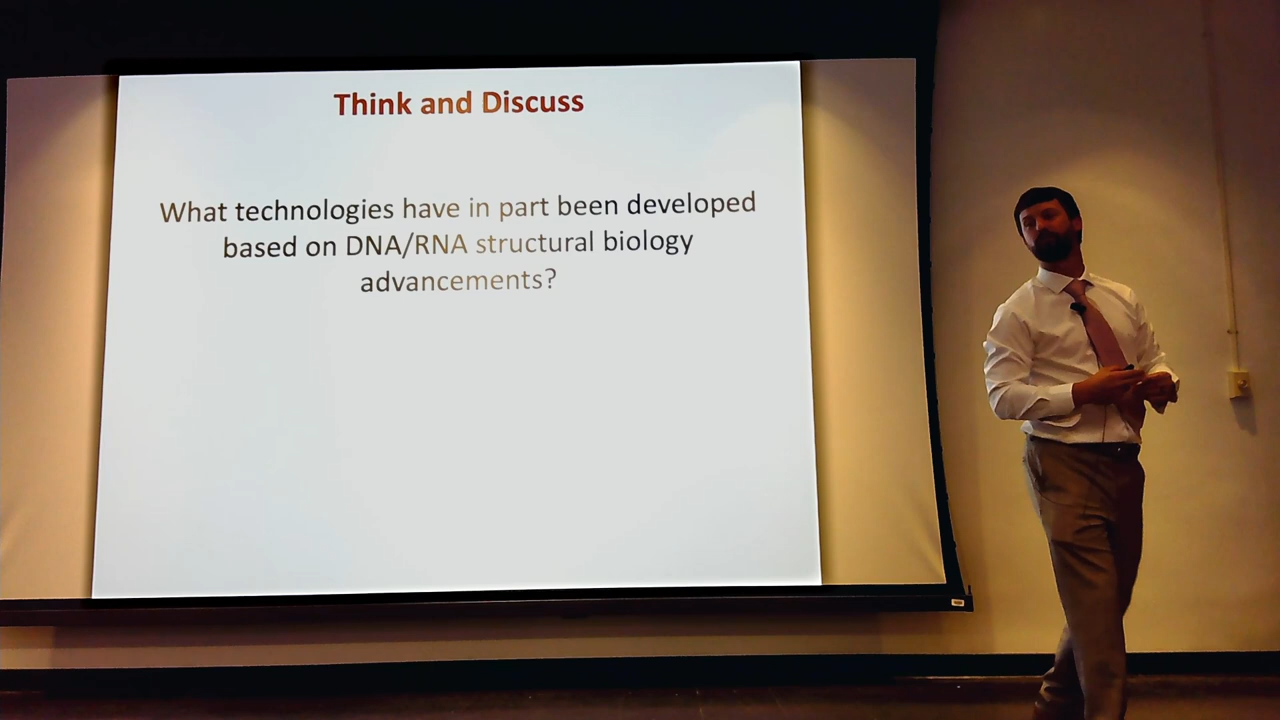 Think and Discuss
What technologies have in part been developed
based on DNA/RNA structural biology
advancements?